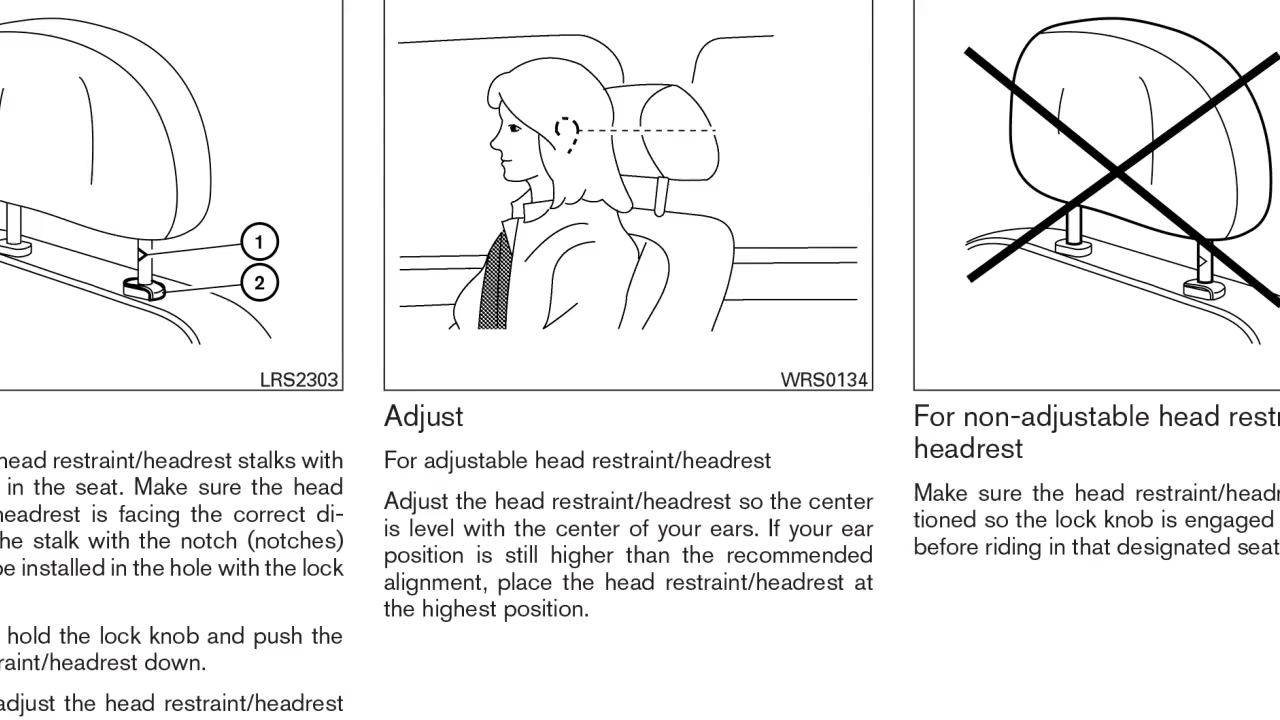 1
2
LRS2303
head restraint/headrest stalks with
in the seat. Make sure the head
headrest is facing the correct di-
he stalk with the notch (notches)
be installed in the hole with the lock
hold the lock knob and push the
raint/headrest down.
adjust the head restraint/headrest
WRS0134
Adjust
For adjustable head restraint/headrest
Adjust the head restraint/headrest so the center
is level with the center of your ears. If your ear
position is still higher than the recommended
alignment, place the head restraint/headrest at
the highest position.
For non-adjustable head restr
headrest
Make sure the head restraint/headr
tioned so the lock knob is engaged
before riding in that designated seat